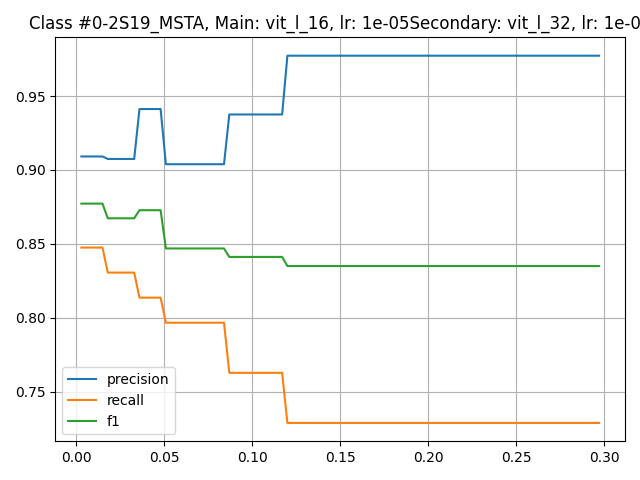 Class #0-2S19_MSTA, Main: vit_l_16, lr: 1e-05Secondary: vit_l_32, lr: 1e-0
0.95
0.90
0.85
0.80
0.75
precision
recall
f1
0.00 0.05 0.10 0.15 0.20 0.25 0.30